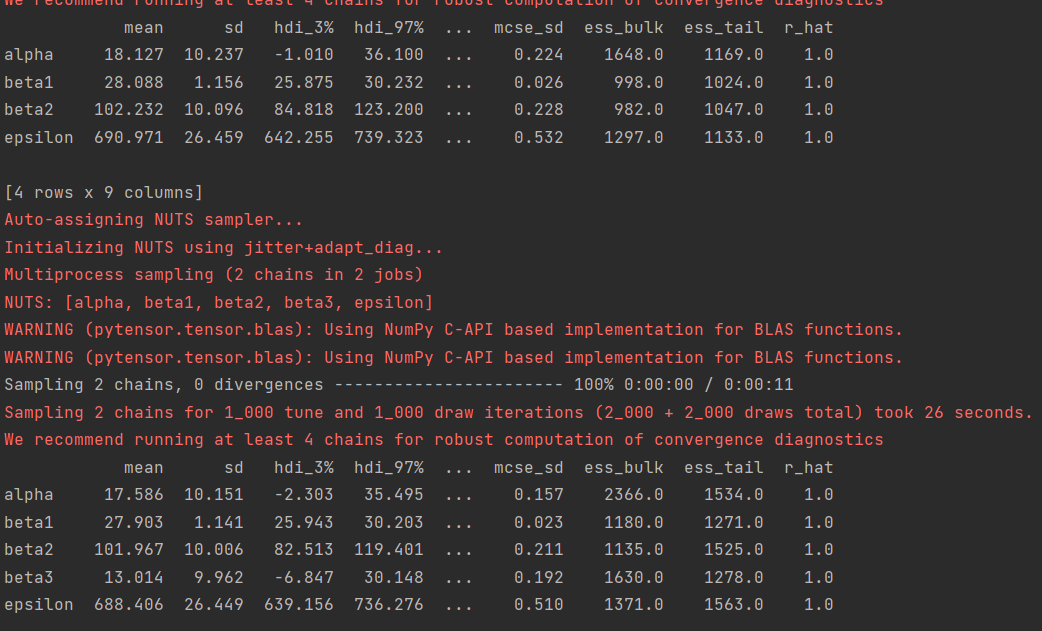 We recommend running at least 4 chains for robust computation of convergence diagnostics
mean sd hdi_3% hdi_97% ... mcse_sd ess_bulk ess_tail r_hat
alpha 18.127 10.237 -1.010 36.100 ... 0.224 1648.0 1169.0 1.0
beta1 28.088 1.156 25.875 30.232 ... 0.026 998.0 1024.0 1.0
beta2 102.232 10.096 84.818 123.200 ... 0.228 982.0 1047.0 1.0
epsilon 690.971 26.459 642.255 739.323 ... 0.532 1297.0 1133.0 1.0
[4 rows x 9 columns]
Auto-assigning NUTS sampler...
Initializing NUTS using jitter+adapt_diag...
Multiprocess sampling (2 chains in 2 jobs)
NUTS: [alpha, beta1, beta2, beta3, epsilon]
WARNING (pytensor.tensor.blas): Using NumPy C-API based implementation for BLAS functions.
WARNING (pytensor.tensor.blas): Using NumPy C-API based implementation for BLAS functions.
Sampling 2 chains, 0 divergences ----------------------- 100% 0:00:00 / 0:00:11
Sampling 2 chains for 1_000 tune and 1_000 draw iterations (2_000 + 2_000 draws total) took 26 seconds.
We recommend running at least 4 chains for robust computation of convergence diagnostics
mean sd hdi_3% hdi_97% ... mcse_sd ess_bulk ess_tail r_hat
alpha 17.586 10.151 -2.303 35.495 ... 0.157 2366.0 1534.0 1.0
beta1 27.903 1.141 25.943 30.203 ... 0.023 1180.0 1271.0 1.0
beta2 101.967 10.006 82.513 119.401 ... 0.211 1135.0 1525.0 1.0
beta3 13.014 9.962 -6.847 30.148 ... 0.192 1630.0 1278.0 1.0
epsilon 688.406 26.449 639.156 736.276 ... 0.510 1371.0 1563.0 1.0